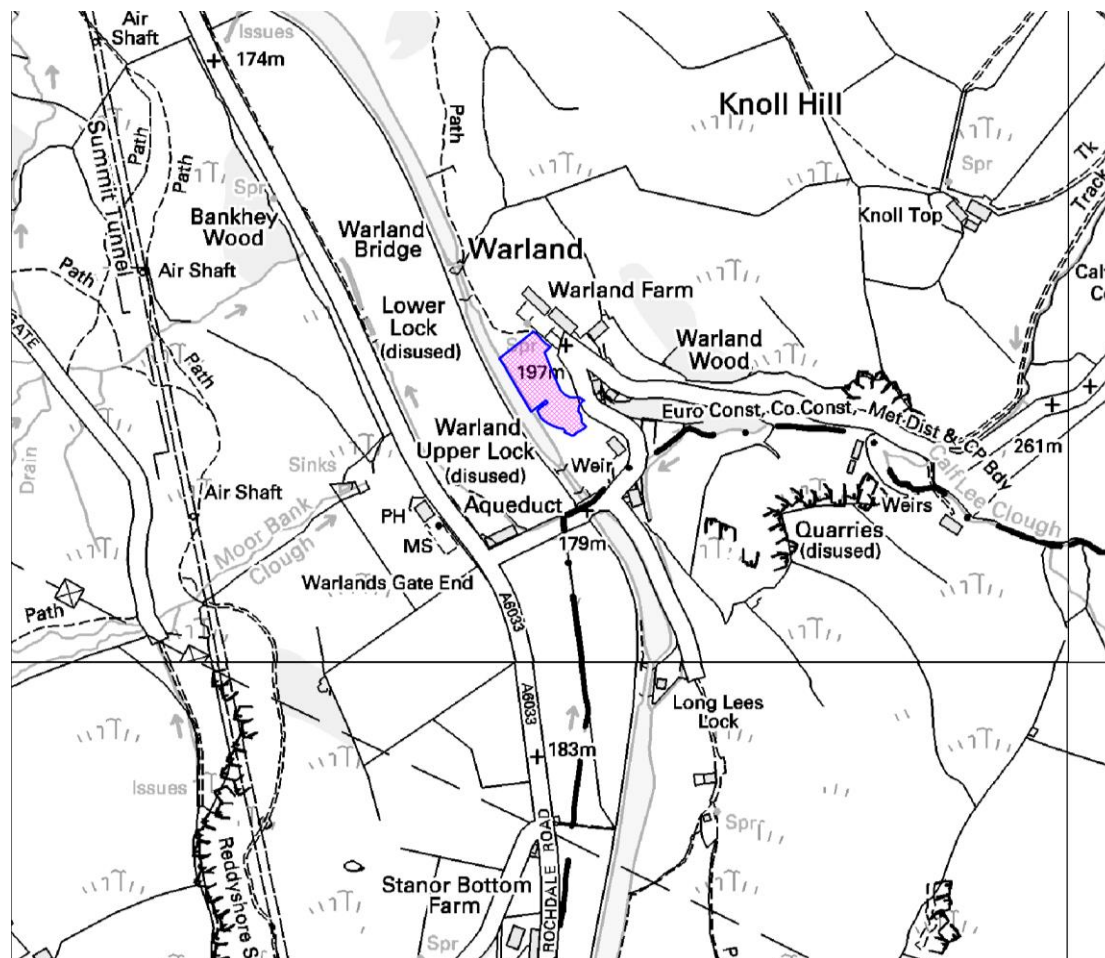 Air
Shaft
Issues
174m
Path
Path
Path
Knoll Hill
Summit Tunnel
Spr
Tk
Track
Spr
Bankhey
Wood
Warland
Bridge
Warland
Knoll Top
Path
Air Shaft
Warland Farm
Lower
Lock
(disused)
Spr
197m
Warland
Wood
Path
Euro Const, Co Const, Met Dist & CP Bdy
261m
Warland
Upper Lock
(disused)
Drain
Sinks
Weir
Calf Lee Clough
Air Shaft
Aqueduct
Weirs
PH
MS
179m
Quarries
(disused)
Moor Bank
Clough
Warlands Gate End
Path
A6033
A6033
Long Lees
Lock
183m
Issues
Spr
ROCHDALE ROAD
Stanor Bottom
Farm
Spr